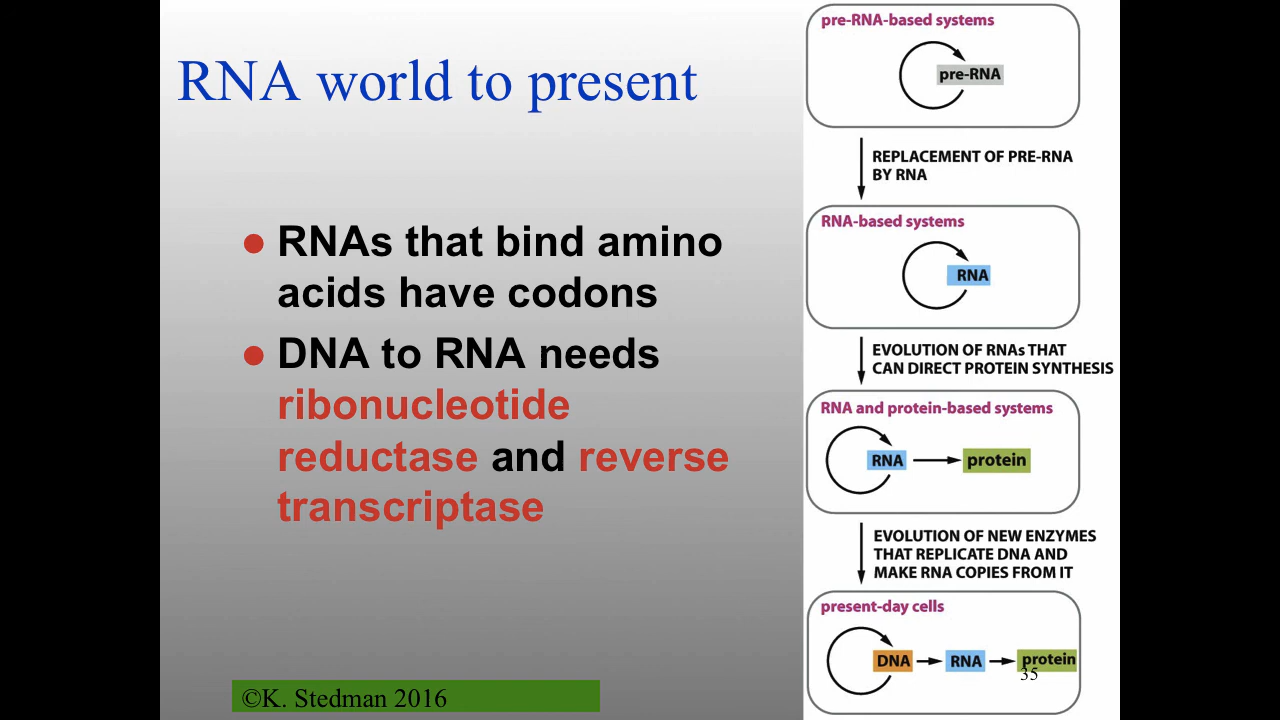 RNA world to present
RNAs that bind amino
acids have codons
DNA to RNA needs
ribonucleotide
reductase and reverse
transcriptase
©K. Stedman 2016
pre-RNA-based systems
pre-RNA
REPLACEMENT OF PRE-RNA
BY RNA
RNA-based systems
RNA
EVOLUTION OF RNAs THAT
CAN DIRECT PROTEIN SYNTHESIS
RNA and protein-based systems
RNA protein
EVOLUTION OF NEW ENZYMES
THAT REPLICATE DNA AND
MAKE RNA COPIES FROM IT
present-day cells
DNA RNA protein
35